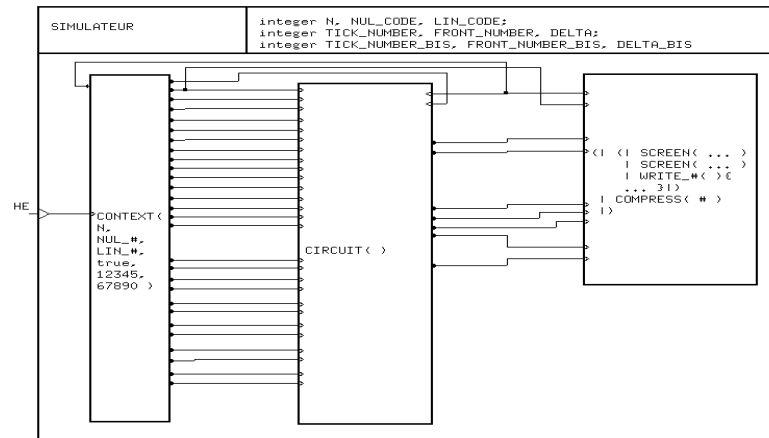 SIMULATEUR
integer N, NUL_CODE, LIN_CODE;
integer TICK_NUMBER, FRONT_NUMBER, DELTA;
integer TICK_NUMBER_BIS, FRONT_NUMBER_BIS, DELTA_BIS
HE
CONTEXT(
N,
NUL_#,
LIN_#,
true,
12345,
67890 )
CIRCUIT( )
(| (| SCREEN( ... )
| SCREEN( ... )
| WRITE_#( ){
... }|)
| COMPRESS( # )
|)